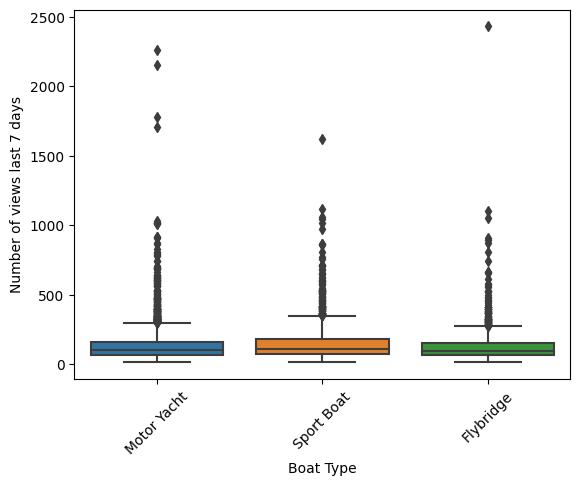 2500
2000
1500
1000
500
0
Number of views last 7 days
Motor Yacht
Sport Boat
Flybridge
Boat Type